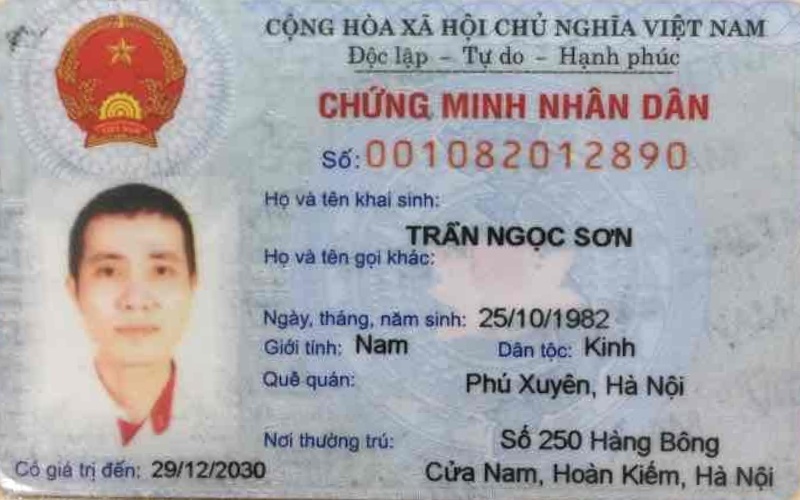 CỘNG HÒA XÃ HỘI CHỦ NGHĨA VIỆT NAM
Độc lập – Tự do – Hạnh phúc
CHỨNG MINH NHÂN DÂN
Số: 001082012890
Họ và tên khai sinh:
TRẦN NGỌC SƠN
Họ và tên gọi khác:
Ngày, tháng, năm sinh: 25/10/1982
Giới tính: Nam Dân tộc: Kinh
Quê quán: Phú Xuyên, Hà Nội
Nơi thường trú: Số 250 Hàng Bông
Cửa Nam, Hoàn Kiếm, Hà Nội
Có giá trị đến: 29/12/2030